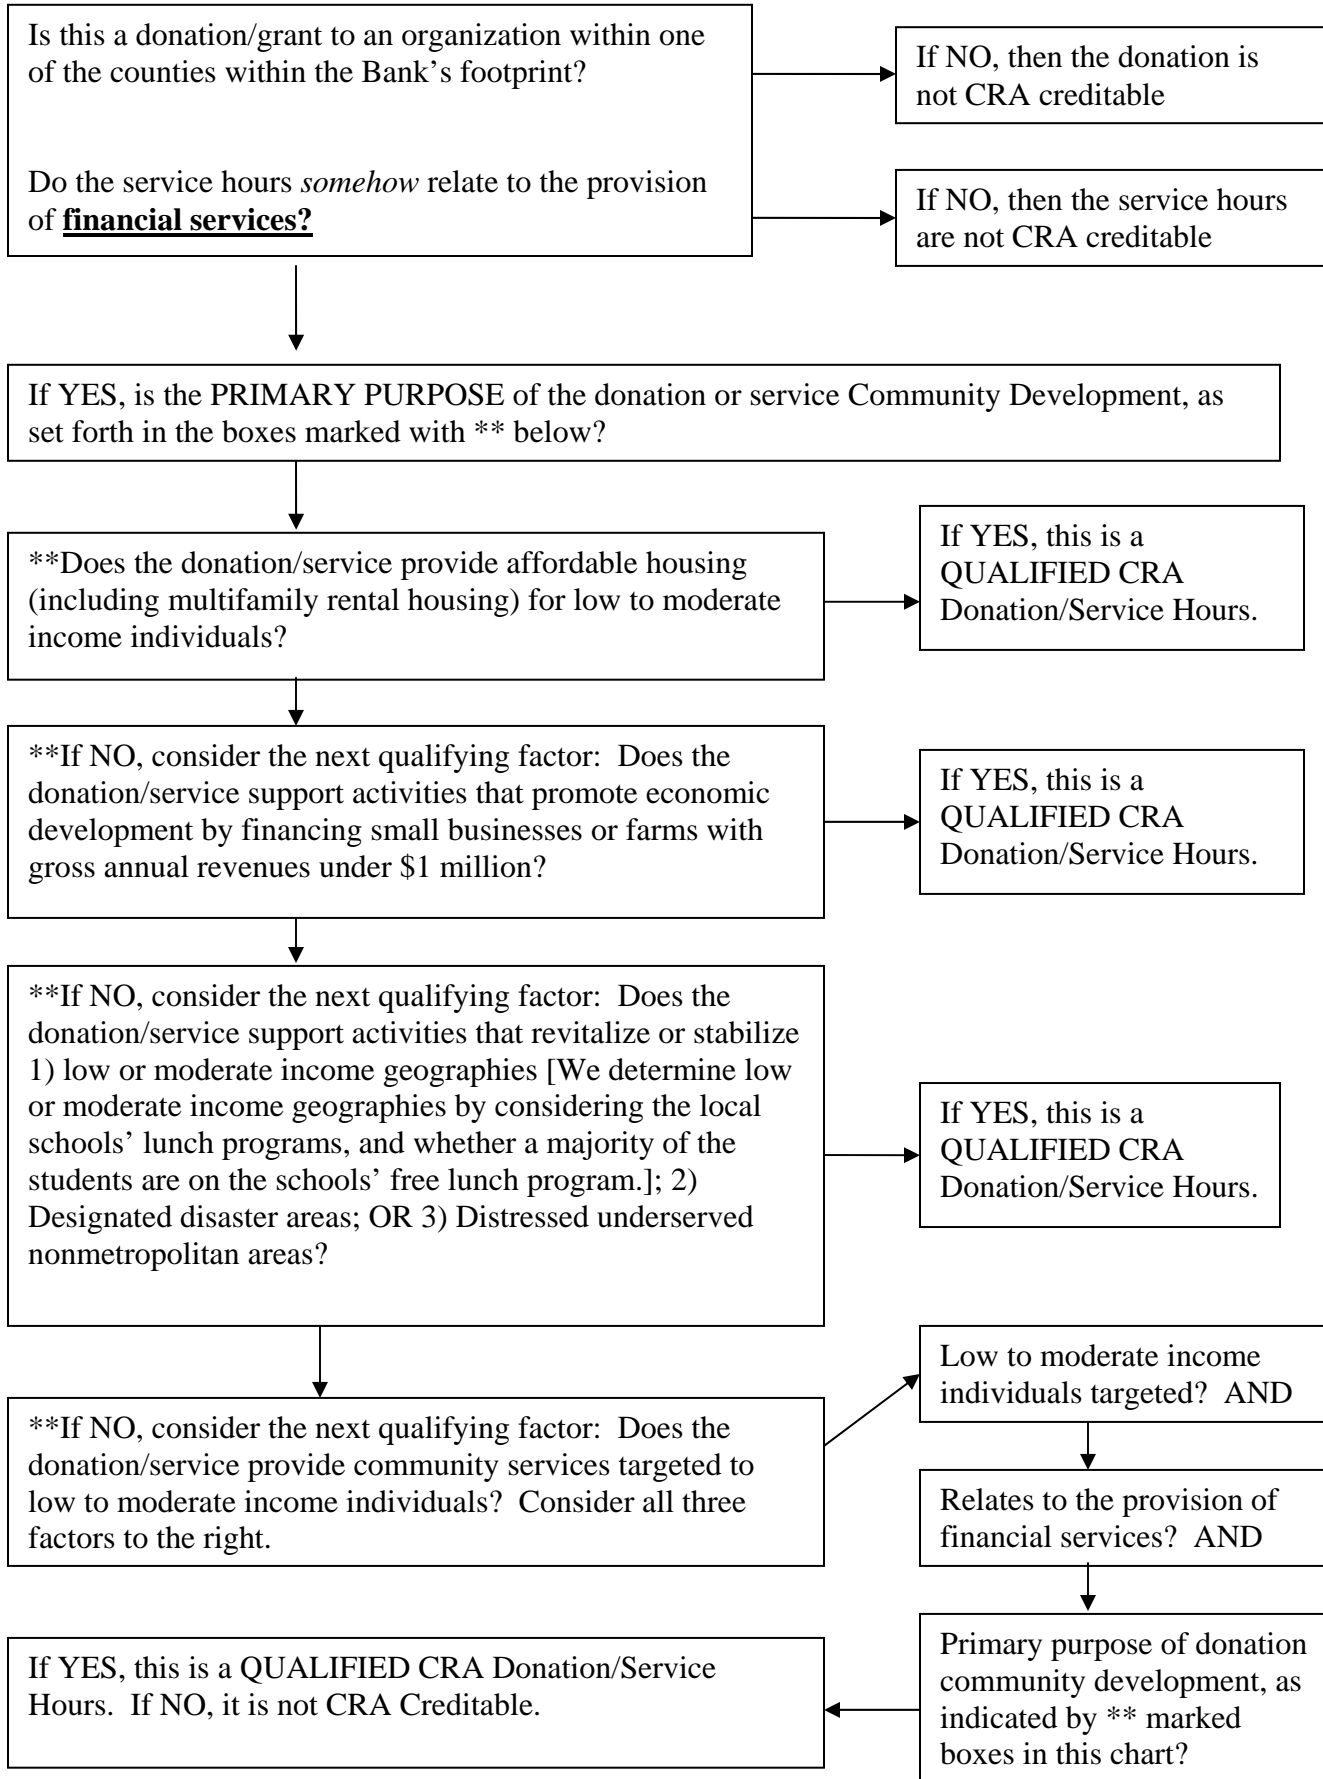 Is this a donation/grant to an organization within one
of the counties within the Bank’s footprint?
If NO, then the donation is
not CRA creditable
Do the service hours somehow relate to the provision
of financial services?
If NO, then the service hours
are not CRA creditable
If YES, is the PRIMARY PURPOSE of the donation or service Community Development, as
set forth in the boxes marked with ** below?
**Does the donation/service provide affordable housing
(including multifamily rental housing) for low to moderate
income individuals?
If YES, this is a
QUALIFIED CRA
Donation/Service Hours.
**If NO, consider the next qualifying factor:  Does the
donation/service support activities that promote economic
development by financing small businesses or farms with
gross annual revenues under $1 million?
If YES, this is a
QUALIFIED CRA
Donation/Service Hours.
**If NO, consider the next qualifying factor:  Does the
donation/service support activities that revitalize or stabilize
1) low or moderate income geographies [We determine low
or moderate income geographies by considering the local
schools’ lunch programs, and whether a majority of the
students are on the schools’ free lunch program.]; 2)
Designated disaster areas; OR 3) Distressed underserved
nonmetropolitan areas?
If YES, this is a
QUALIFIED CRA
Donation/Service Hours.
**If NO, consider the next qualifying factor:  Does the
donation/service provide community services targeted to
low to moderate income individuals?  Consider all three
factors to the right.
Low to moderate income
individuals targeted?  AND
Relates to the provision of
financial services?  AND
Primary purpose of donation
community development, as
indicated by ** marked
boxes in this chart?
If YES, this is a QUALIFIED CRA Donation/Service
Hours.  If NO, it is not CRA Creditable.